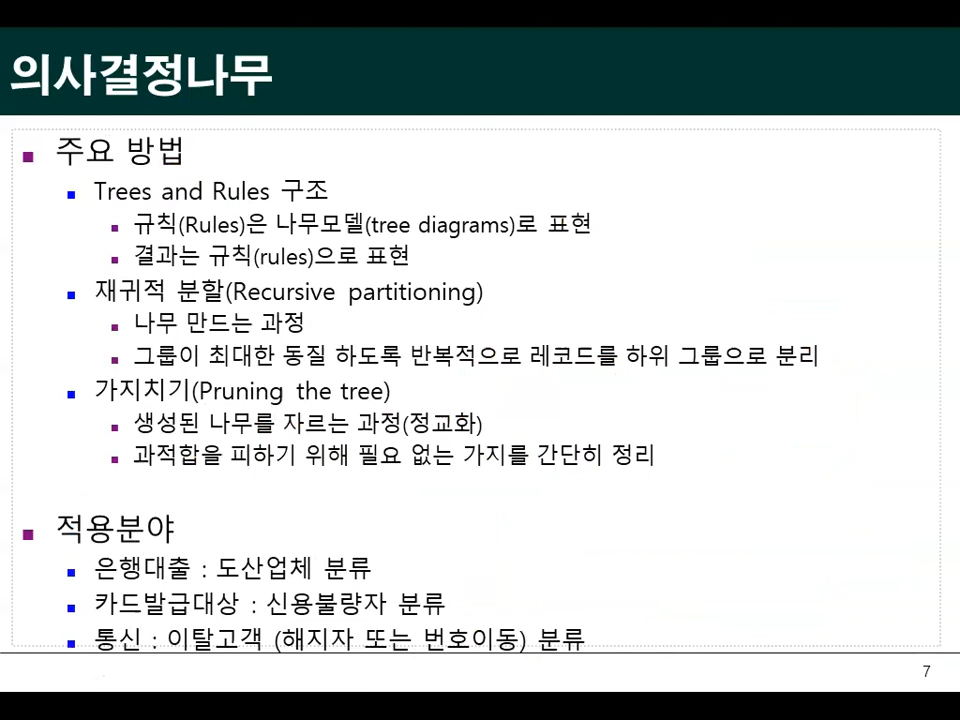 의사결정나무
주요 방법
Trees and Rules 구조
규칙(Rules)은 나무모델(tree diagrams)로 표현
결과는 규칙(rules)으로 표현
재귀적 분할(Recursive partitioning)
나무 만드는 과정
그룹이 최대한 동질 하도록 반복적으로 레코드를 하위 그룹으로 분리
가지치기(Pruning the tree)
생성된 나무를 자르는 과정(정교화)
과적합을 피하기 위해 필요 없는 가지를 간단히 정리
적용분야
은행대출 : 도산업체 분류
카드발급대상 : 신용불량자 분류
통신 : 이탈고객 (해지자 또는 번호이동) 분류
7